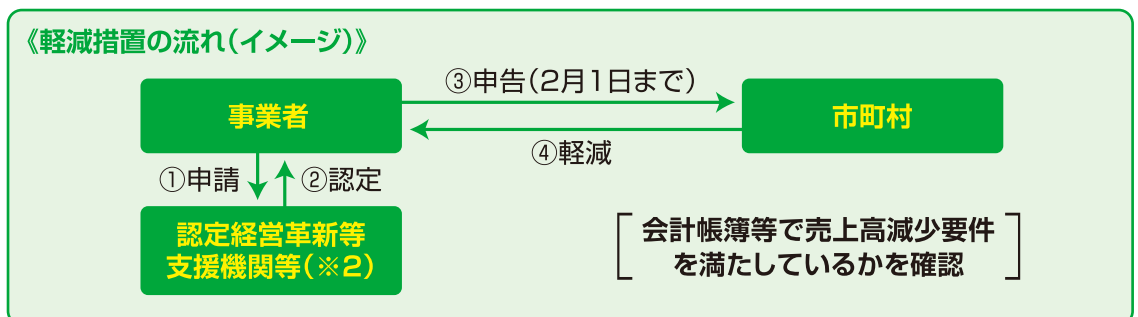 《軽減措置の流れ(イメージ)》
事業者
③申告(2月1日まで)
市町村
④軽減
①申請
②認定
認定経営革新等
支援機関等(※2)
会計帳簿等で売上高減少要件
を満たしているかを確認